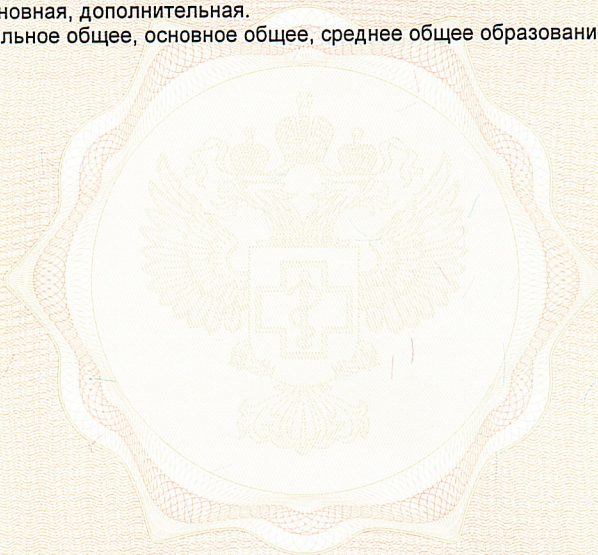 новная, дополнительная.
льное общее, основное общее, среднее общее образовани